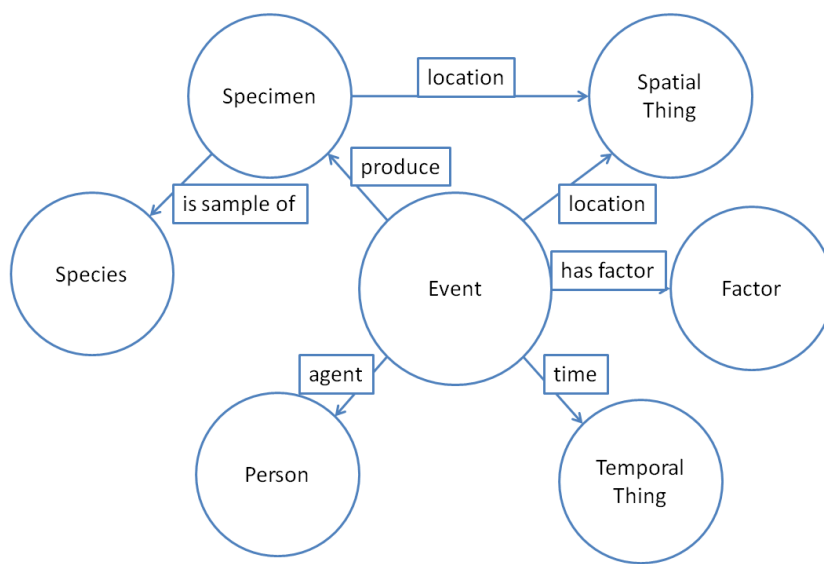 Specimen
location
Spatial
Thing
produce
is sample of
location
Species
Event
has factor
Factor
agent
time
Person
Temporal
Thing